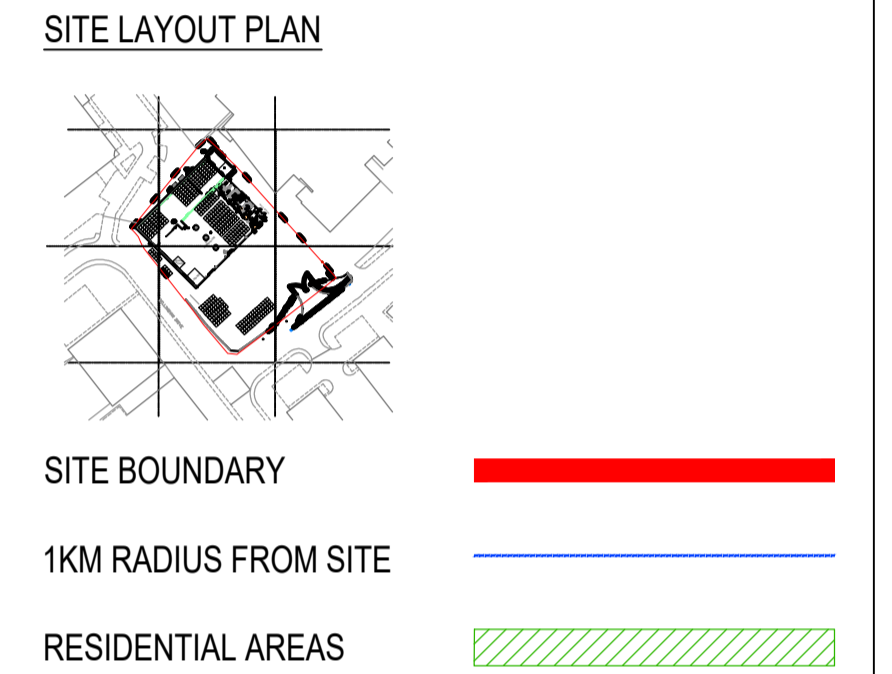 SITE LAYOUT PLAN
SITE BOUNDARY
1KM RADIUS FROM SITE
RESIDENTIAL AREAS